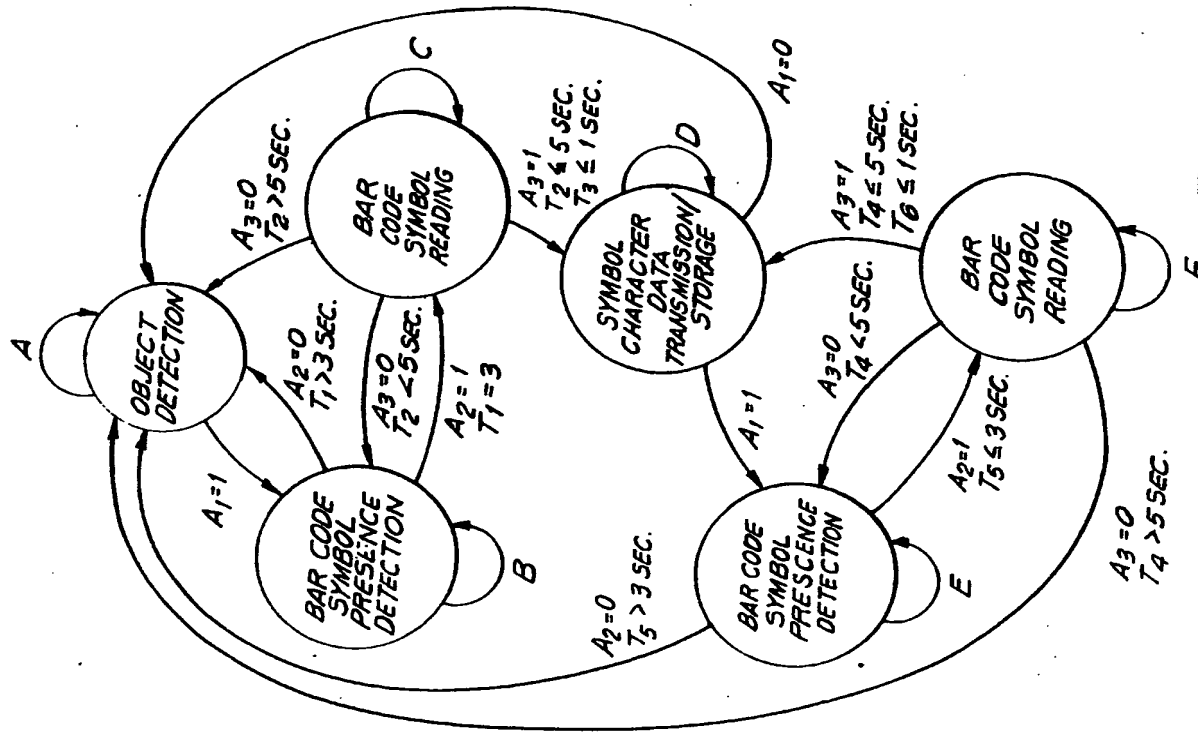 A
OBJECT
DETECTION
A1=1
A2=0
T1>3 SEC.
A3=0
T2>5 SEC.
BAR CODE
SYMBOL
PRESENCE
DETECTION
B
A3=0
T2<5 SEC.
A2=1
T1=3
BAR
CODE
SYMBOL
READING
C
A3=1
T2≤5 SEC.
T3≤1 SEC.
A1=0
SYMBOL
CHARACTER
DATA
TRANSMISSION/
STORAGE
D
A1=1
A2=0
T5>3 SEC.
BAR CODE
SYMBOL
PRESCENCE
DETECTION
E
A3=0
T4<5 SEC.
A2=1
T5≤3 SEC.
A3=1
T4≤5 SEC.
T6≤1 SEC.
BAR
CODE
SYMBOL
READING
A3=0
T4>5 SEC.